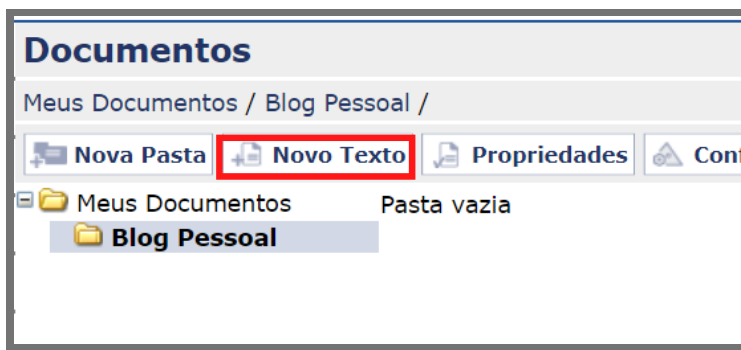 Documentos
Meus Documentos / Blog Pessoal /
Nova Pasta Novo Texto Propriedades
Meus Documentos Pasta vazia
Blog Pessoal